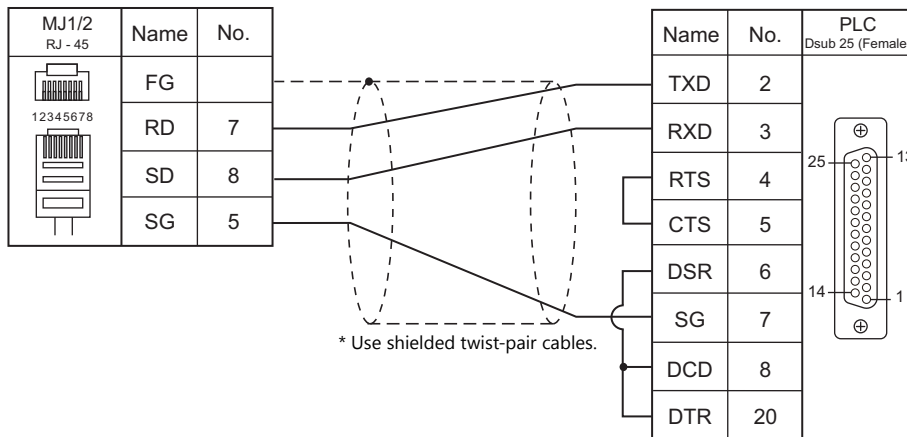 MJ1/2
RJ - 45
Name
No.
12345678
FG
RD 7
SD 8
SG 5
* Use shielded twist-pair cables.
Name
No.
PLC
Dsub 25 (Female
TXD 2
RXD 3
RTS 4
CTS 5
DSR 6
SG 7
DCD 8
DTR 20
25
13
14
1